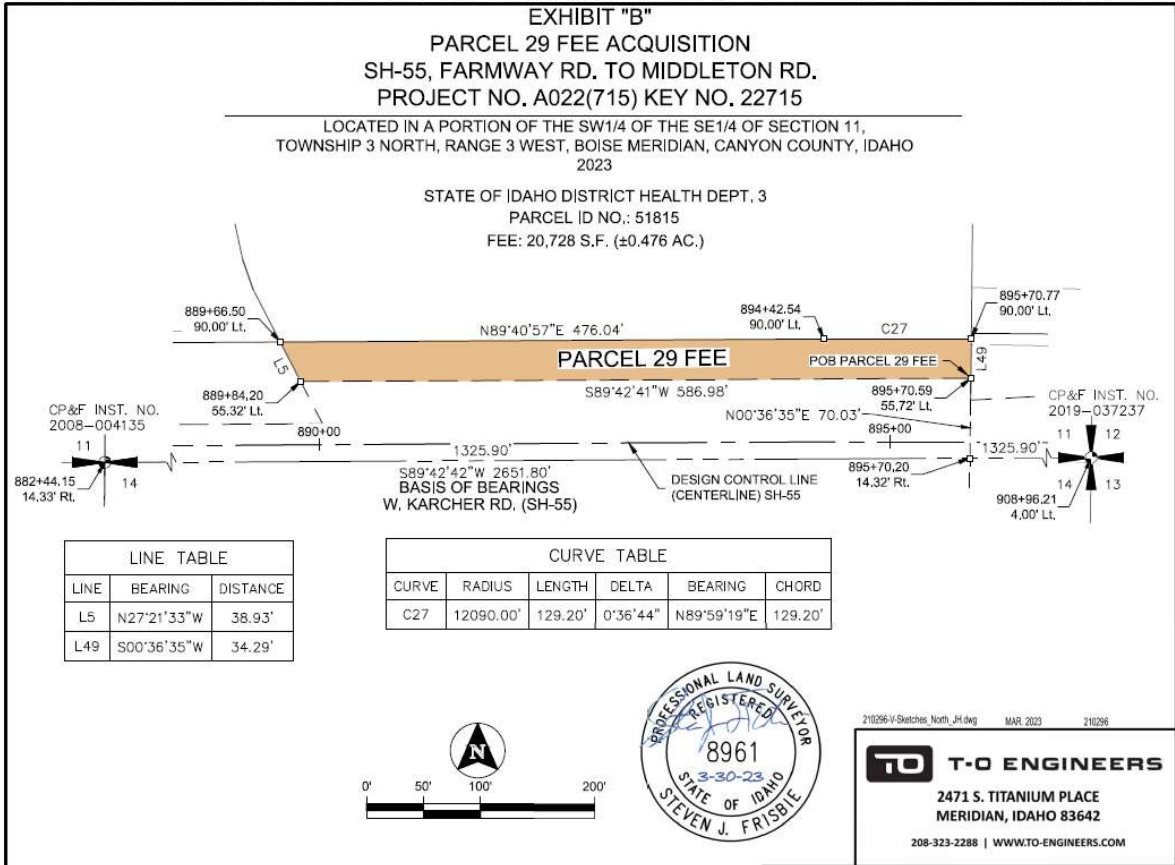 EXHIBIT "B"
PARCEL 29 FEE ACQUISITION
SH-55, FARMWAY RD. TO MIDDLETON RD.
PROJECT NO. A022(715) KEY NO. 22715
LOCATED IN A PORTION OF THE SW1/4 OF THE SE1/4 OF SECTION 11,
TOWNSHIP 3 NORTH, RANGE 3 WEST, BOISE MERIDIAN, CANYON COUNTY, IDAHO
2023
STATE OF IDAHO DISTRICT HEALTH DEPT. 3
PARCEL ID NO.: 51815
FEE: 20,728 S.F. (±0.476 AC.)
889+66.50
90.00' Lt.
N89°40'57"E 476.04'
894+42.54
90.00' Lt.
C27
895+70.77
90.00' Lt.
L5
PARCEL 29 FEE
POB PARCEL 29 FEE
L49
889+84.20
55.32' Lt.
S89°42'41"W 586.98'
895+70.59
55.72' Lt.
CP&F INST. NO.
2008-004135
11
14
882+44.15
14.33' Rt.
890+00
N00°36'35"E 70.03'
895+00
CP&F INST. NO.
2019-037237
11 12
14 13
1325.90'
1325.90'
S89°42'42"W 2651.80'
BASIS OF BEARINGS
W. KARCHER RD. (SH-55)
DESIGN CONTROL LINE
(CENTERLINE) SH-55
895+70.20
14.32' Rt.
908+96.21
4.00' Lt.
LINE TABLE
LINE BEARING DISTANCE
L5 N27°21'33"W 38.93'
L49 S00°36'35"W 34.29'
CURVE TABLE
CURVE RADIUS LENGTH DELTA BEARING CHORD
C27 12090.00' 129.20' 0°36'44" N89°59'19"E 129.20'
N
0' 50' 100' 200'
PROFESSIONAL LAND SURVEYOR
REGISTERED
8961
3-30-23
STATE OF IDAHO
STEVEN J. FRISBIE
210296-V-Sketches_North_JH.dwg MAR. 2023 210296
TO T-O ENGINEERS
2471 S. TITANIUM PLACE
MERIDIAN, IDAHO 83642
208-323-2288 | WWW.TO-ENGINEERS.COM